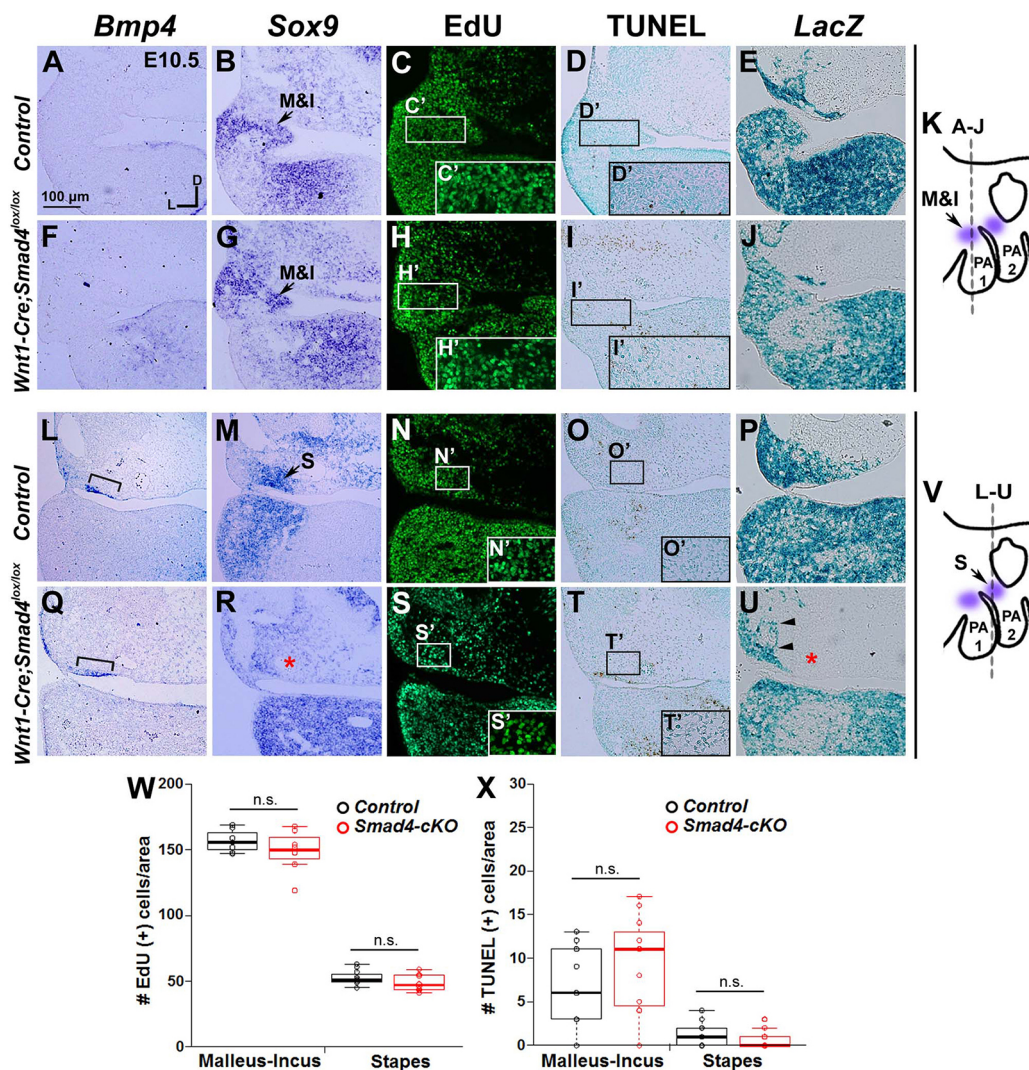 Bmp4 Sox9 EdU TUNEL LacZ
Control
A E10.5 B M&I C C' C' D D' D' E
100 µm D L
Wnt1-Cre;Smad4lox/lox
F G M&I H H' H' I I' I' J
K A-J M&I PA 1 PA 2
Control
L M S N N' N' O O' O' P
Wnt1-Cre;Smad4lox/lox
Q R * S S' S' T T' T' U *
V L-U S PA 1 PA 2
W
200
150
100
50
0
# EdU (+) cells/area
n.s.
n.s.
Control
Smad4-cKO
Malleus-Incus Stapes
X
30
25
20
15
10
5
0
# TUNEL (+) cells/area
n.s.
n.s.
Control
Smad4-cKO
Malleus-Incus Stapes